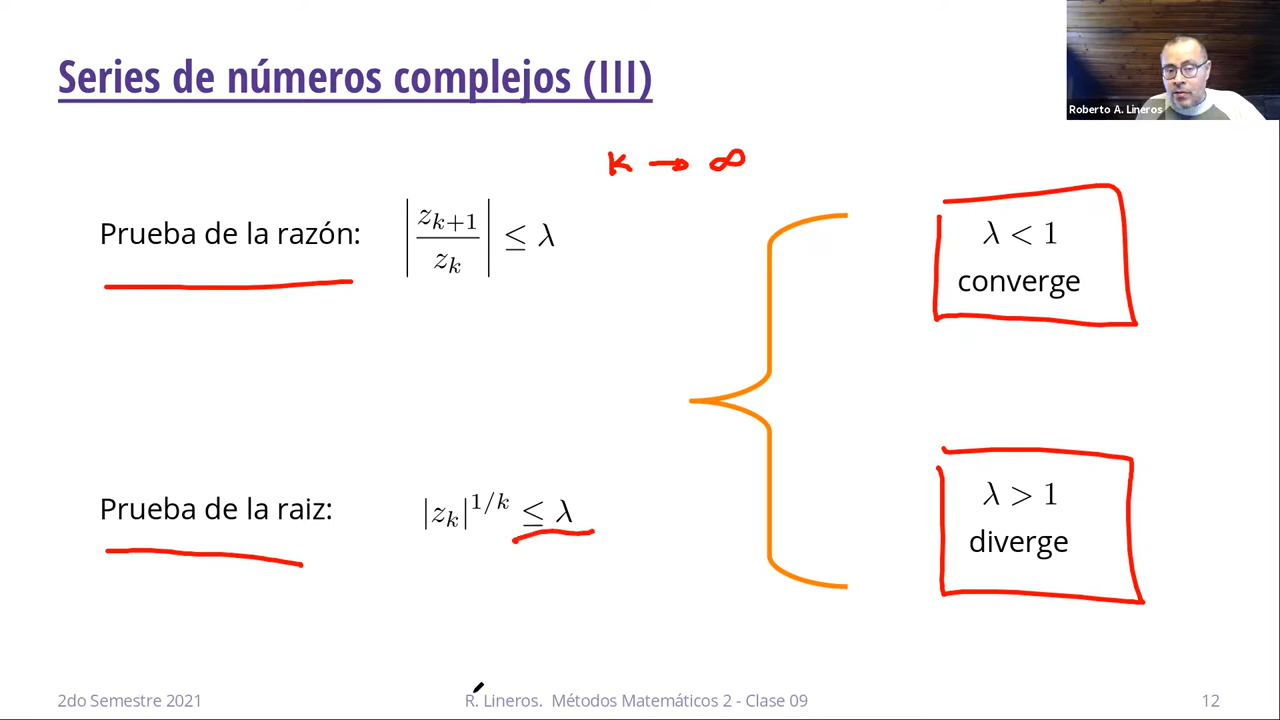 Series de números complejos (III)
Roberto A. Lineros
K → ∞
Prueba de la razón: |z_{k+1}/z_k| ≤ λ
λ < 1
converge
Prueba de la raiz: |z_k|^{1/k} ≤ λ
λ > 1
diverge
2do Semestre 2021
R. Lineros. Métodos Matemáticos 2 - Clase 09
12